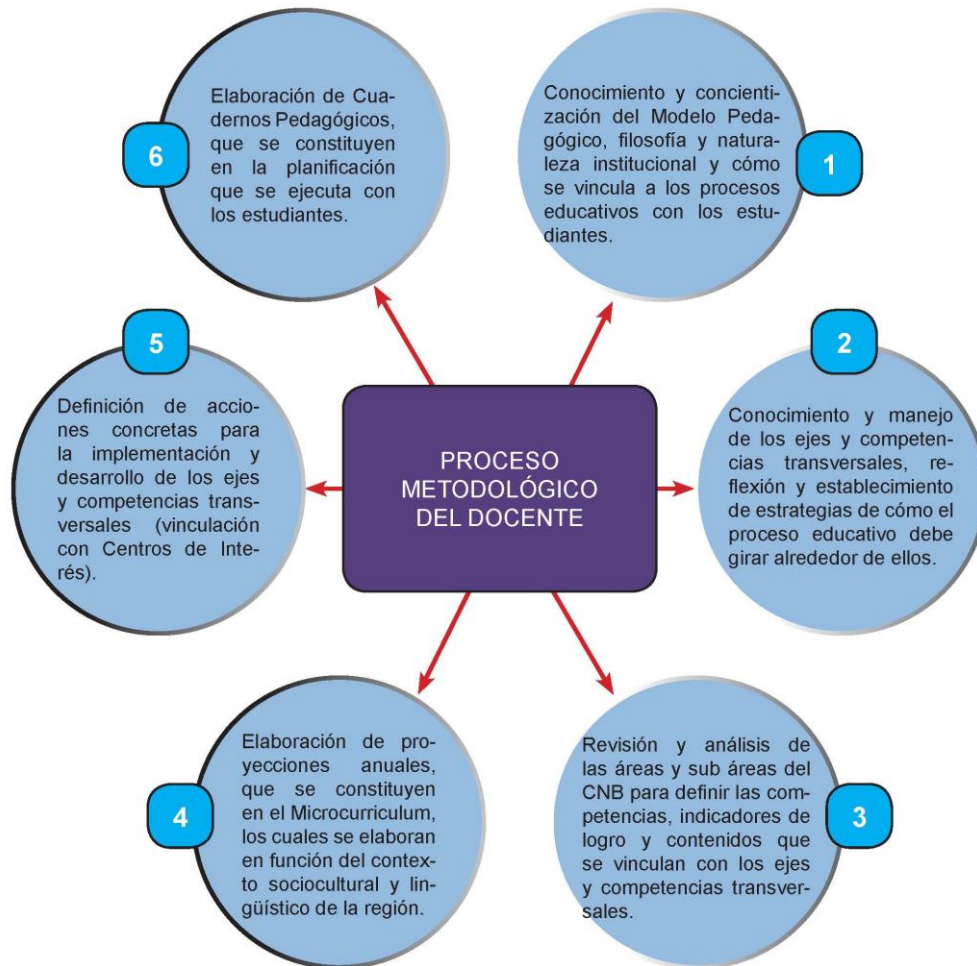 PROCESO
METODOLÓGICO
DEL DOCENTE
1
Conocimiento y concienti-
zación del Modelo Peda-
gógico, filosofía y natura-
leza institucional y cómo
se vincula a los procesos
educativos con los estu-
diantes.
2
Conocimiento y manejo
de los ejes y competen-
cias transversales, re-
flexión y establecimiento
de estrategias de cómo el
proceso educativo debe
girar alrededor de ellos.
3
Revisión y análisis de
las áreas y sub áreas del
CNB para definir las com-
petencias, indicadores de
logro y contenidos que
se vinculan con los ejes
y competencias transver-
sales.
4
Elaboración de pro-
yecciones anuales,
que se constituyen
en el Microcurriculum,
los cuales se elaboran
en función del contex-
to sociocultural y lin-
güístico de la región.
5
Definición de accio-
nes concretas para
la implementación y
desarrollo de los ejes
y competencias trans-
versales (vinculación
con Centros de Inte-
rés).
6
Elaboración de Cua-
dernos Pedagógicos,
que se constituyen
en la planificación
que se ejecuta con
los estudiantes.